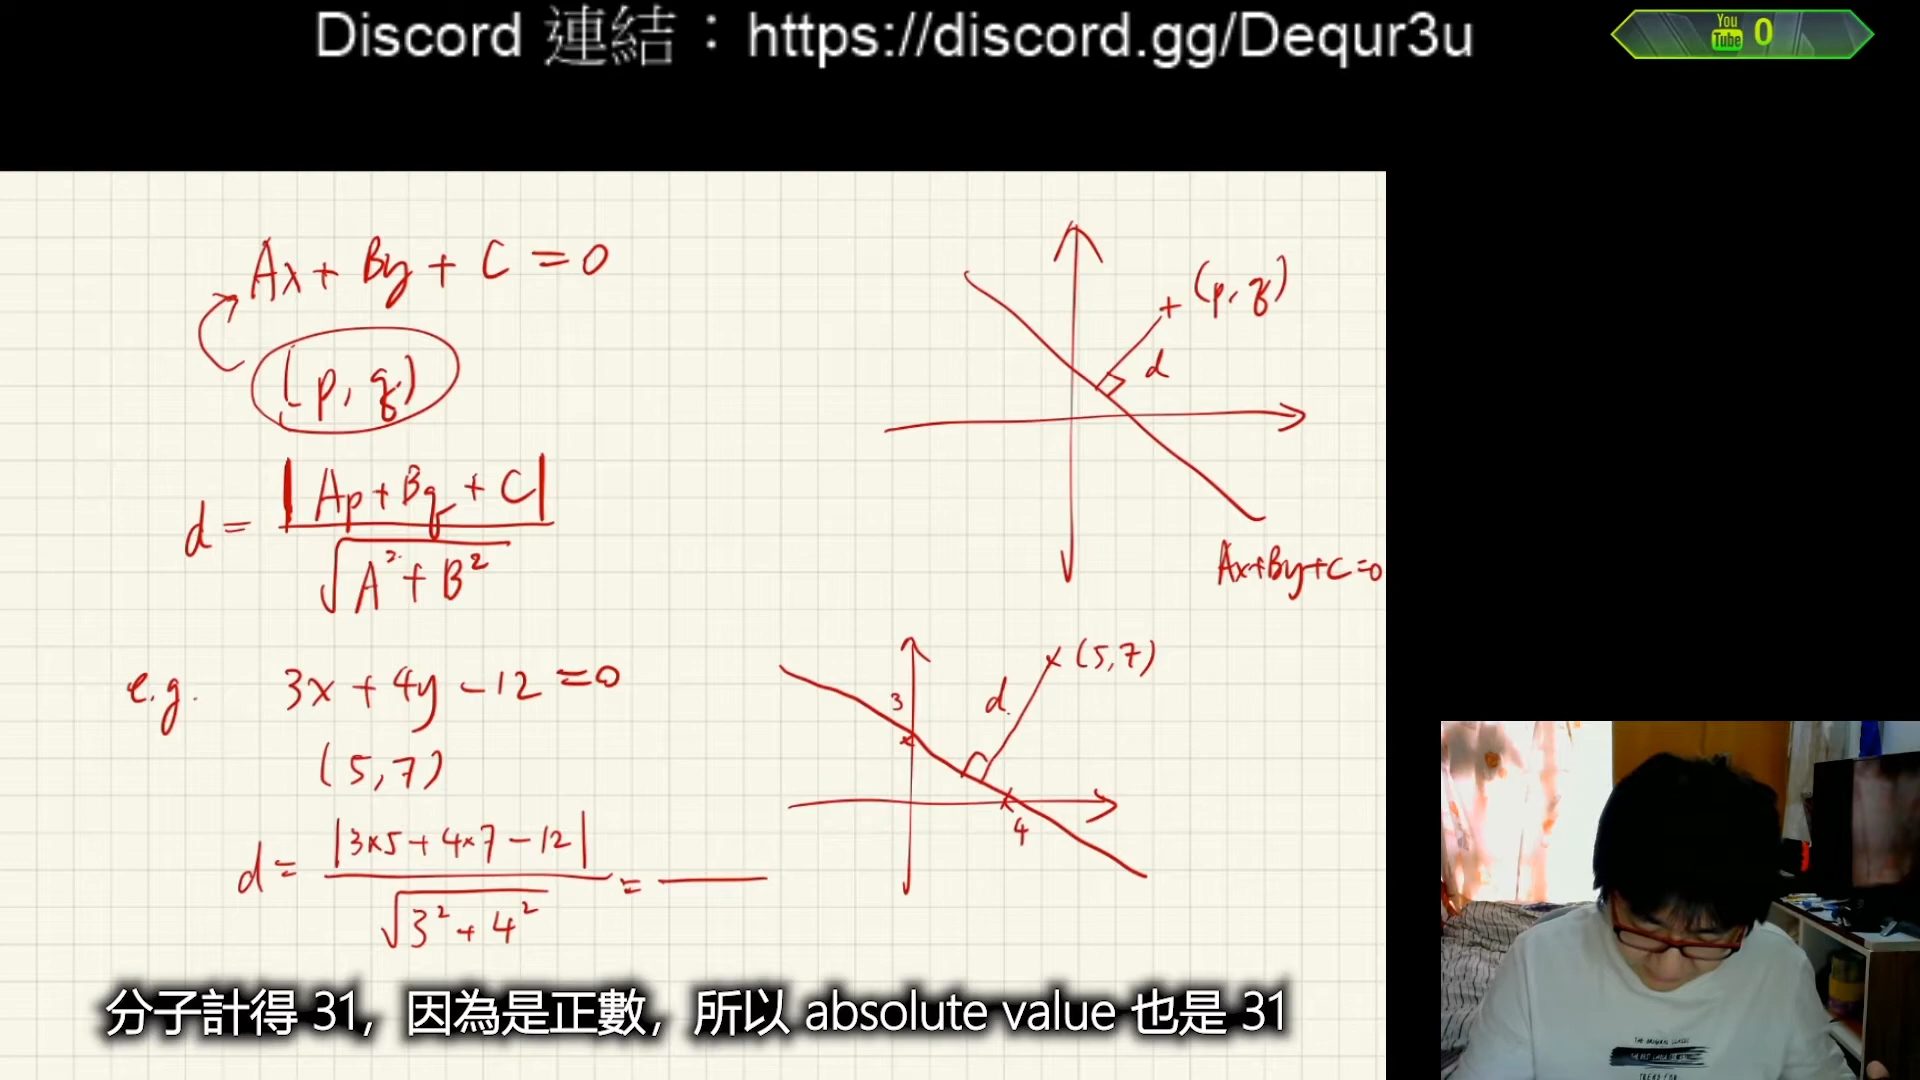 Discord 連結：https://discord.gg/Dequr3u
You Tube 0
Ax + By + C = 0
(p, q)
d = |Ap + Bq + C| / √(A² + B²)
(p, q)
d
Ax+By+C=0
e.g. 3x + 4y - 12 = 0
(5,7)
d = |3×5 + 4×7 - 12| / √(3² + 4²) =
(5,7)
d.
3
4
分子計得 31，因為是正數，所以 absolute value 也是 31